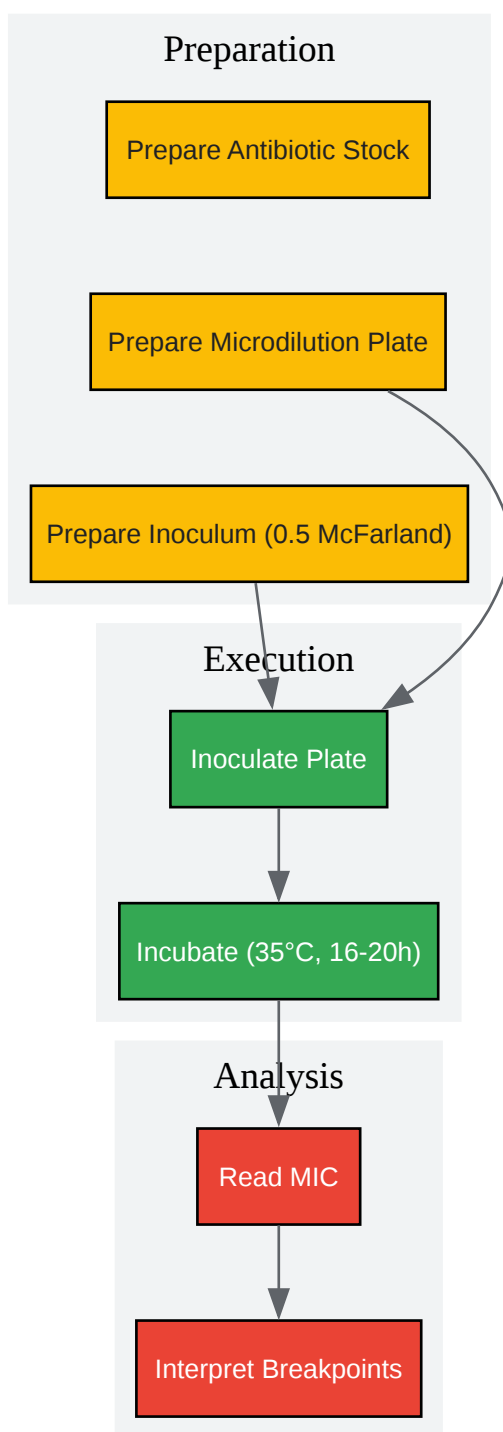 Preparation
Prepare Antibiotic Stock
Prepare Microdilution Plate
Prepare Inoculum (0.5 McFarland)
Execution
Inoculate Plate
Incubate (35°C, 16-20h)
Analysis
Read MIC
Interpret Breakpoints